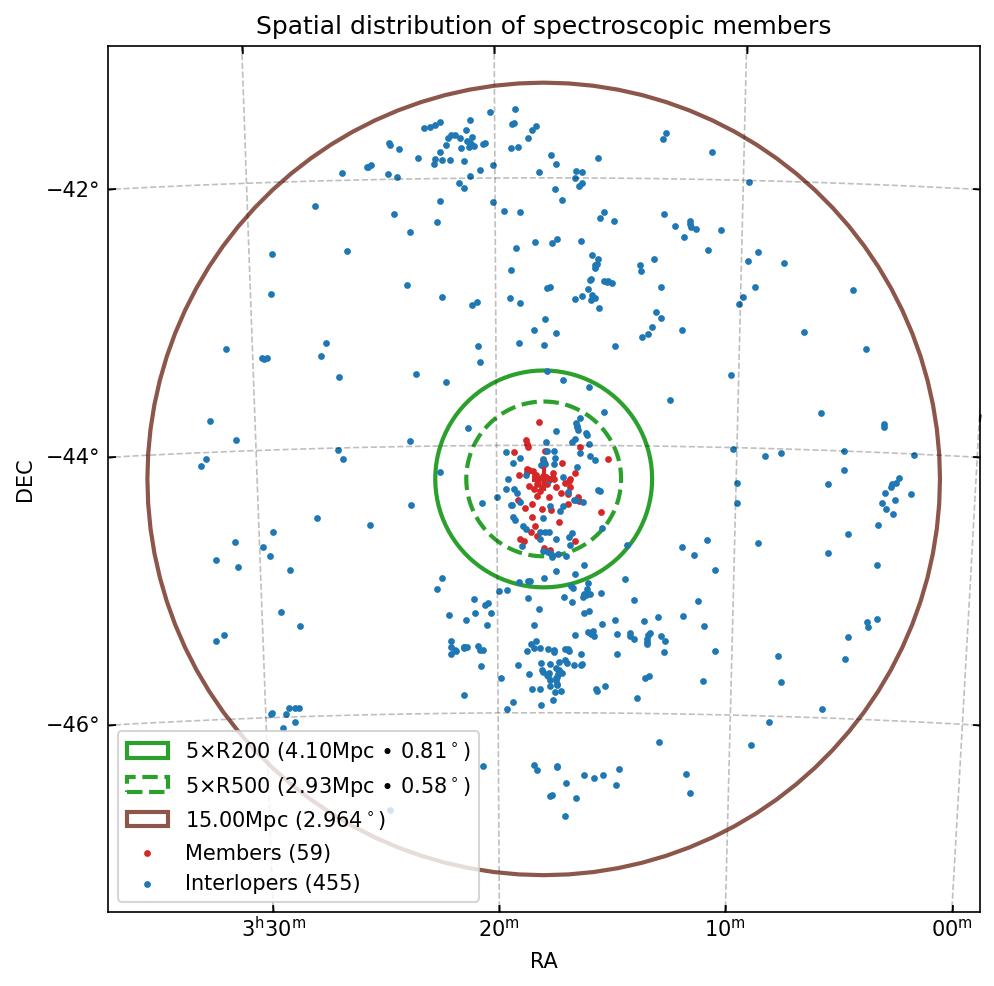 Spatial distribution of spectroscopic members
−42°
−44°
−46°
DEC
5×R200 (4.10Mpc • 0.81°)
5×R500 (2.93Mpc • 0.58°)
15.00Mpc (2.964°)
Members (59)
Interlopers (455)
3ʰ30ᵐ
20ᵐ
10ᵐ
00ᵐ
RA